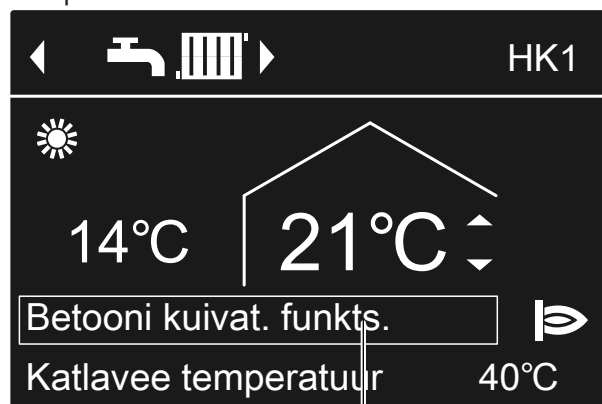 HK1
14°C 21°C
Betooni kuivat. funkts.
Katlavee temperatuur 40°C